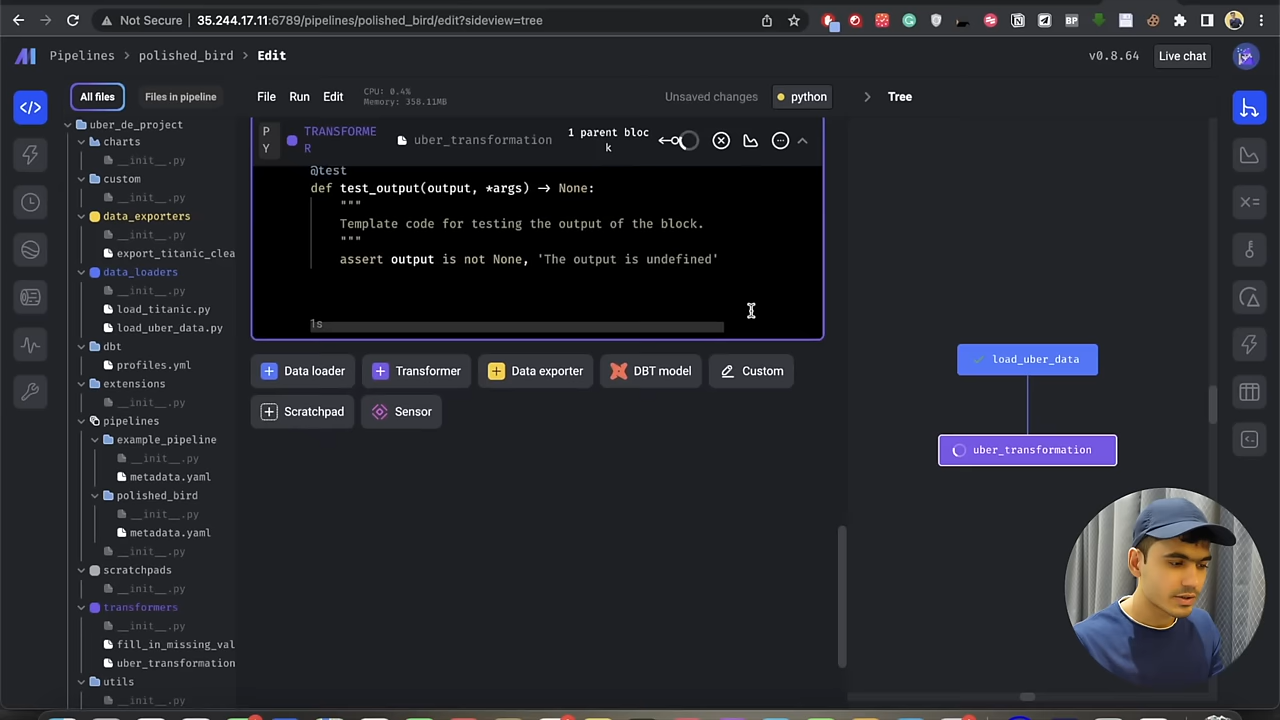 Not Secure | 35.244.17.11:6789/pipelines/polished_bird/edit?sideview=tree
Pipelines > polished_bird > Edit
v0.8.64
Live chat
All files
Files in pipeline
File
Run
Edit
CPU: 0.4%
Memory: 358.11MB
Unsaved changes
python
Tree
uber_de_project
charts
__init__.py
custom
__init__.py
data_exporters
__init__.py
export_titanic_clea
data_loaders
__init__.py
load_titanic.py
load_uber_data.py
dbt
profiles.yml
extensions
__init__.py
pipelines
example_pipeline
__init__.py
metadata.yaml
polished_bird
__init__.py
metadata.yaml
__init__.py
scratchpads
__init__.py
transformers
__init__.py
fill_in_missing_val
uber_transformation
utils
__init__.py
P
Y
TRANSFORME
R
uber_transformation
1 parent bloc
k
@test
def test_output(output, *args) → None:
"""
Template code for testing the output of the block.
"""
assert output is not None, 'The output is undefined'
1s
Data loader
Transformer
Data exporter
DBT model
Custom
Scratchpad
Sensor
load_uber_data
uber_transformation
BP